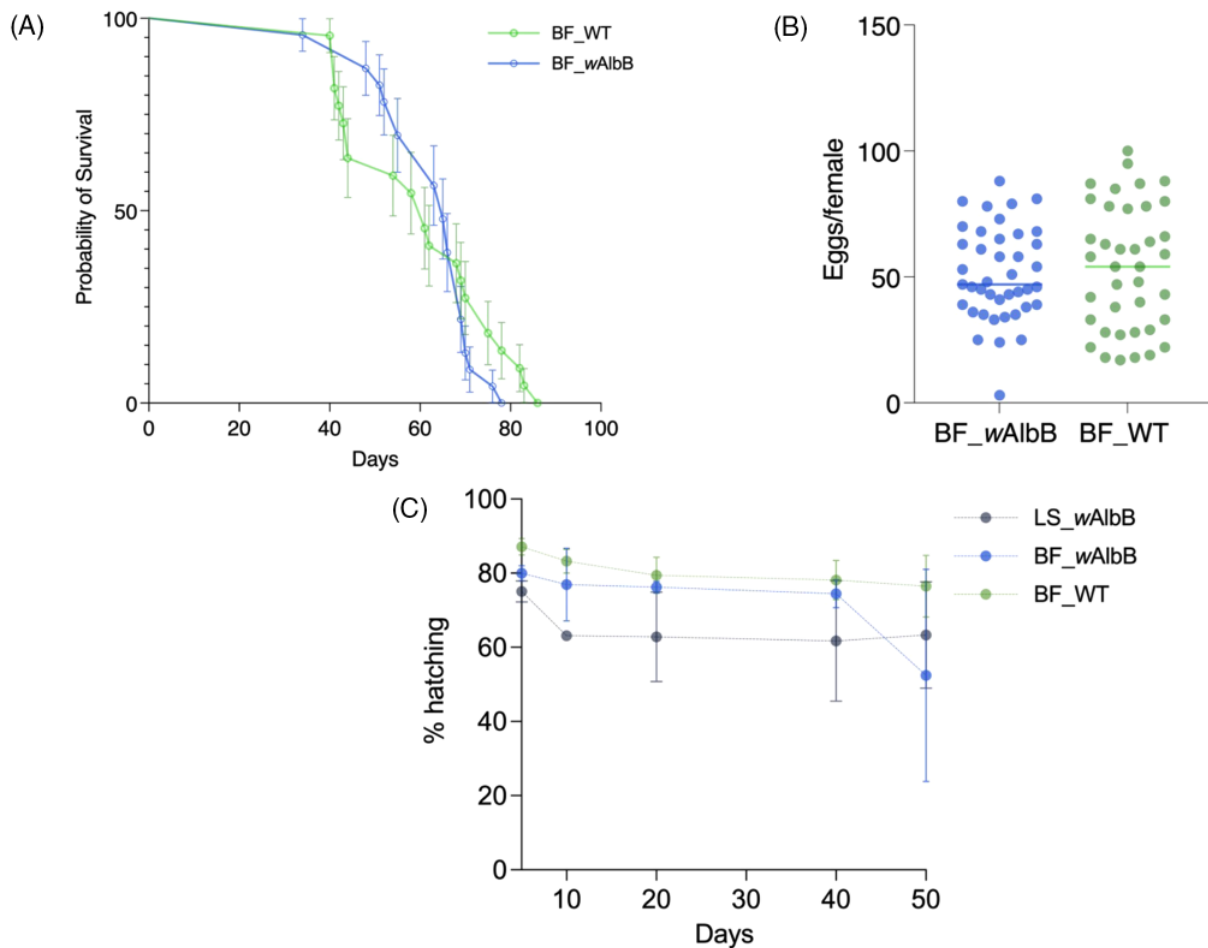 (A)
100
50
0
Probability of Survival
0 20 40 60 80 100
Days
BF_WT
BF_wAlbB
(B)
150
100
50
0
Eggs/female
BF_wAlbB BF_WT
(C)
100
80
60
40
20
0
% hatching
10 20 30 40 50
Days
LS_wAlbB
BF_wAlbB
BF_WT